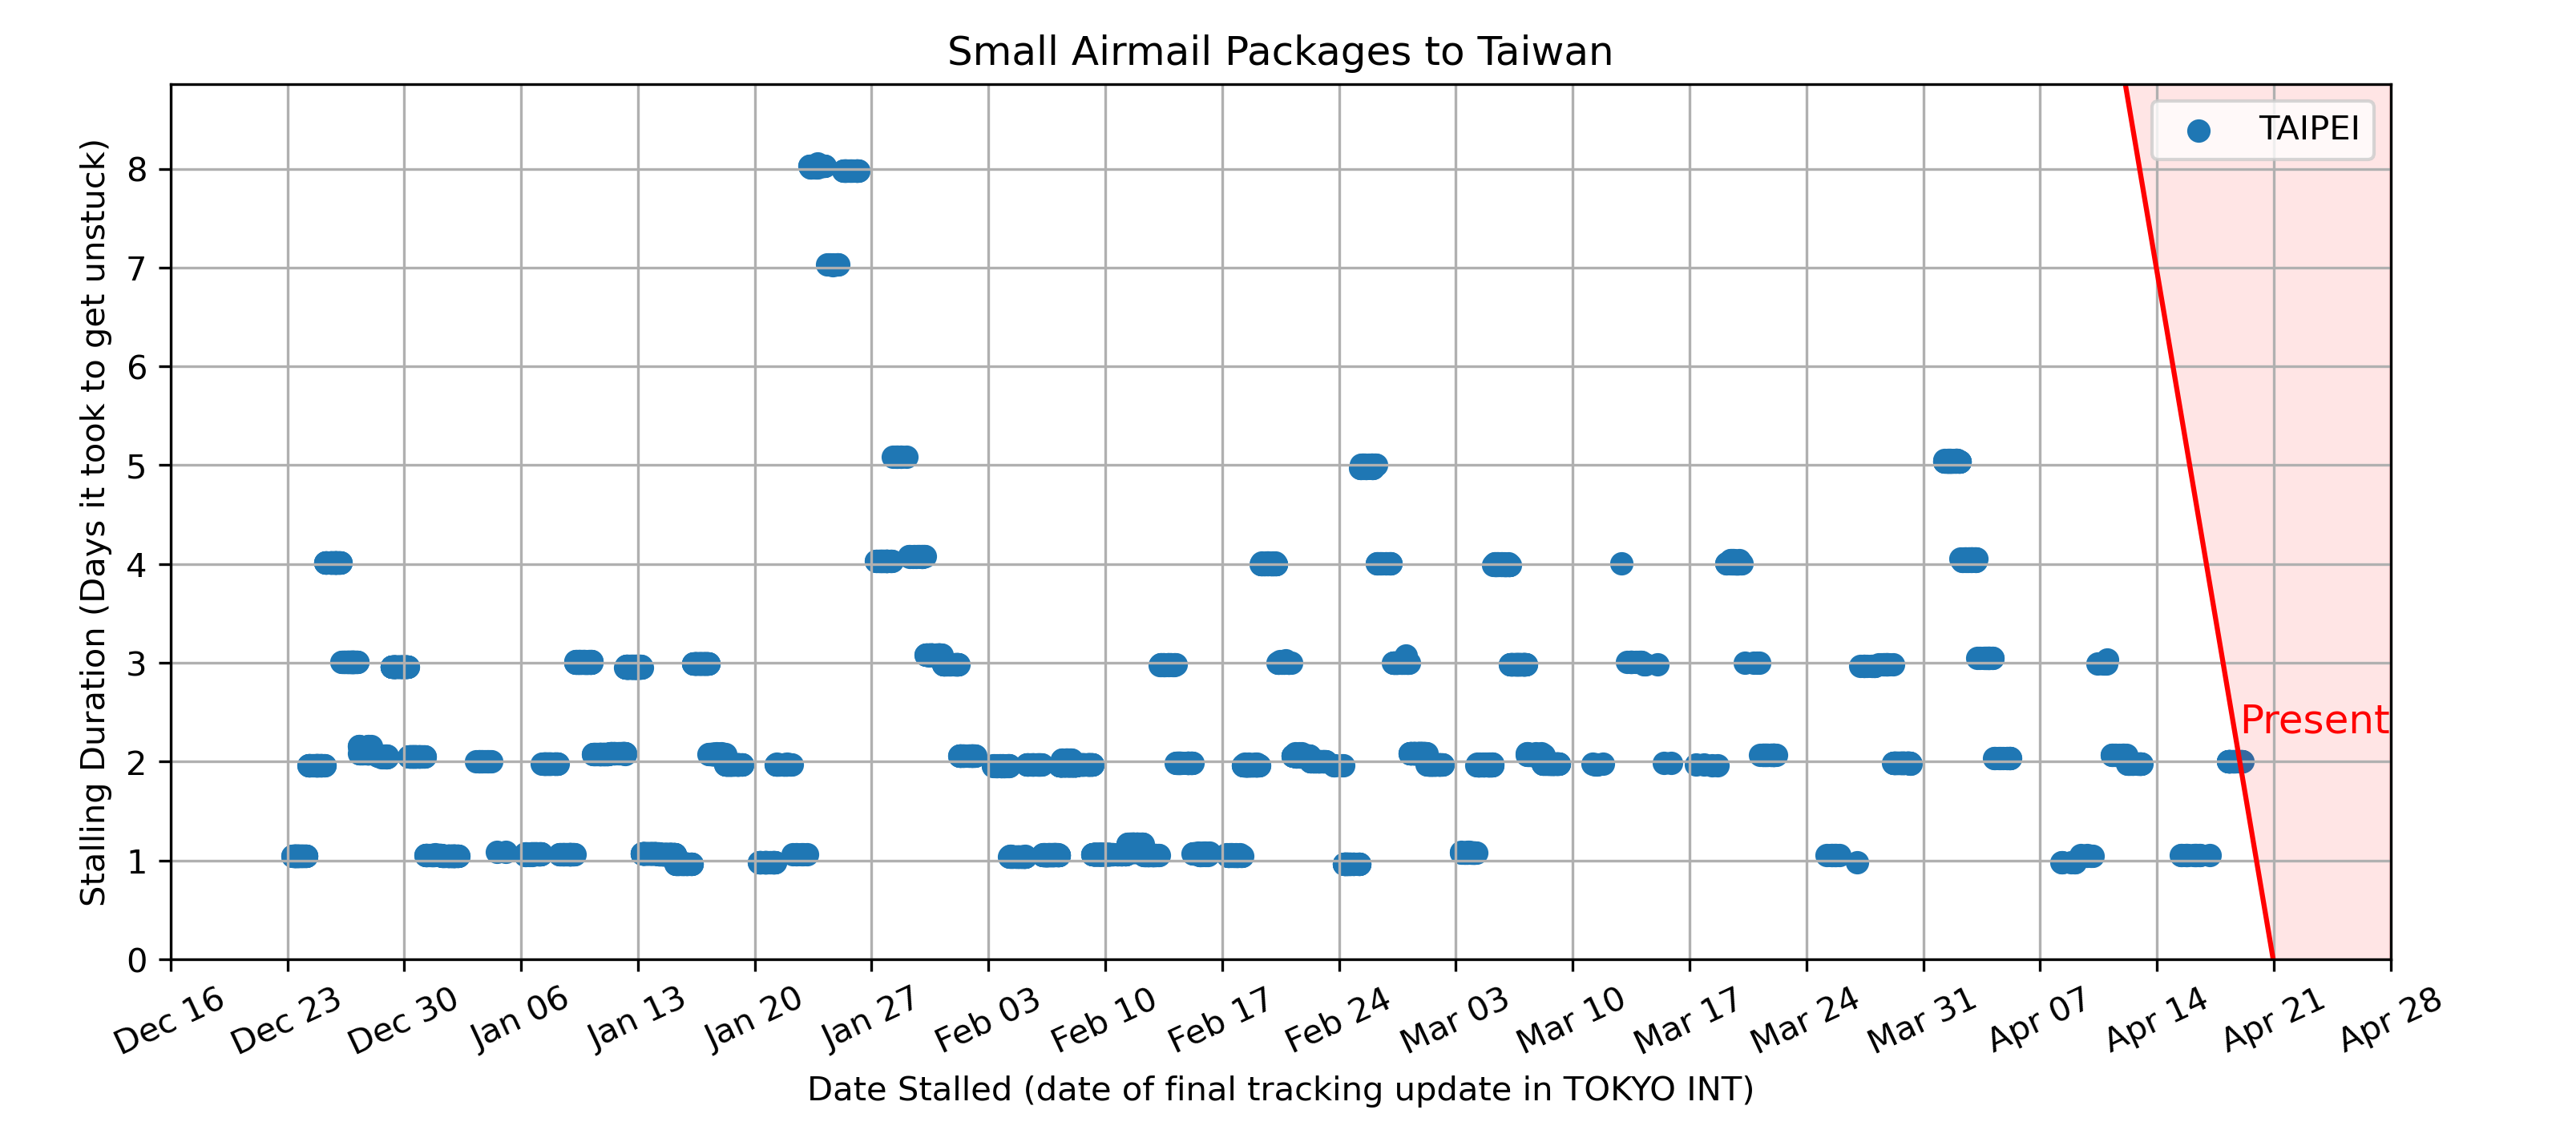 Small Airmail Packages to Taiwan
TAIPEI
Stalling Duration (Days it took to get unstuck)
8
7
6
5
4
3
2
1
0
Present
Dec 16
Dec 23
Dec 30
Jan 06
Jan 13
Jan 20
Jan 27
Feb 03
Feb 10
Feb 17
Feb 24
Mar 03
Mar 10
Mar 17
Mar 24
Mar 31
Apr 07
Apr 14
Apr 21
Apr 28
Date Stalled (date of final tracking update in TOKYO INT)